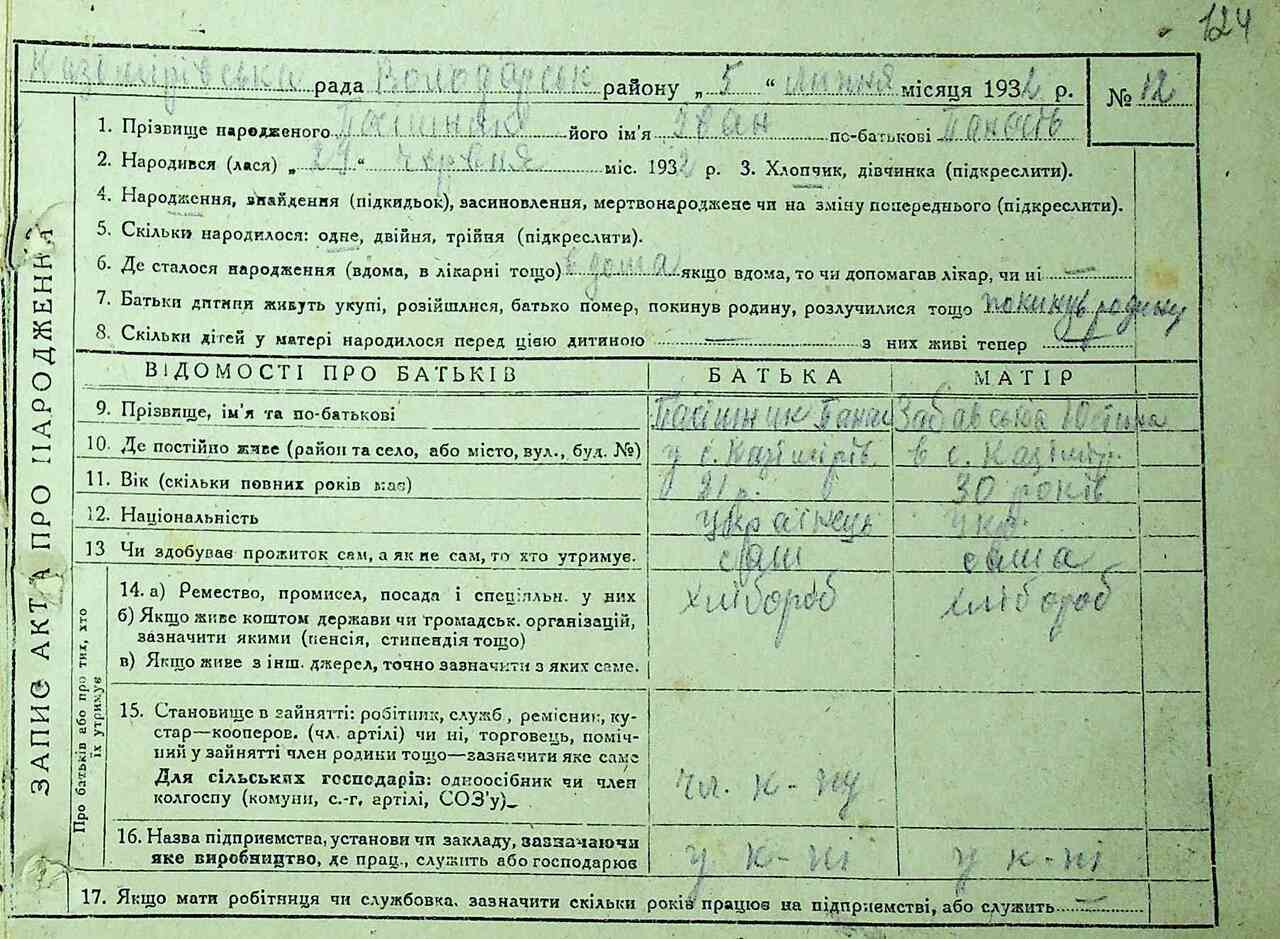 124
Казімирівська рада Володарськ району „ 5 “ липня місяця 1932 р. № 12
ЗАПИС АКТА ПРО НАРОДЖЕННЯ
1. Прізвище народженого Пасішник його ім'я Іван по-батькові Панасів
2. Народився (лася) „ 29 “ червня міс. 1932 р. 3. Хлопчик, дівчинка (підкреслити).
4. Народження, знайдення (підкидьок), засиновлення, мертвонароджене чи на зміну попереднього (підкреслити).
5. Скільки народилося: одне, двійня, трійня (підкреслити).
6. Де сталося народження (вдома, в лікарні тощо) вдома якщо вдома, то чи допомагав лікар, чи ні —
7. Батьки дитини живуть укупі, розійшлися, батько помер, покинув родину, розлучилися тощо покинув родину
8. Скільки дітей у матері народилося перед цією дитиною — з них живі тепер —
ВІДОМОСТІ ПРО БАТЬКІВ БАТЬКА МАТІР
9. Прізвище, ім'я та по-батькові Пасішник Панас Забавська Юстина
10. Де постійно живе (район та село, або місто, вул., буд. №) у с. Казімірів. в с. Казімір.
11. Вік (скільки повних років має) 31 р. 30 років
12. Національність українець укр.
13 Чи здобуває прожиток сам, а як не сам, то хто утримує. сам сама
Про батьків або про тих, хто
їх утримує
14. а) Ремество, промисел, посада і спеціальн. у них хлібороб хлібороб
б) Якщо живе коштом держави чи громадськ. організацій,
зазначити якими (пенсія, стипендія тощо)
в) Якщо живе з інш. джерел, точно зазначити з яких саме.
15. Становище в зайнятті: робітник, служб., ремісник, ку-
стар—кооперов. (чл. артілі) чи ні, торговець, поміч-
ний у зайнятті член родини тощо—зазначити яке саме
Для сільських господарів: одноосібник чи член
колгоспу (комуни, с.-г. артілі, СОЗ'у) чл. к-пу
16. Назва підприємства, установи чи закладу, зазначаючи
яке виробництво, де прац., служить або господарює у к-пі у к-пі
17. Якщо мати робітниця чи службовка, зазначити скільки років працює на підприємстві, або служить —